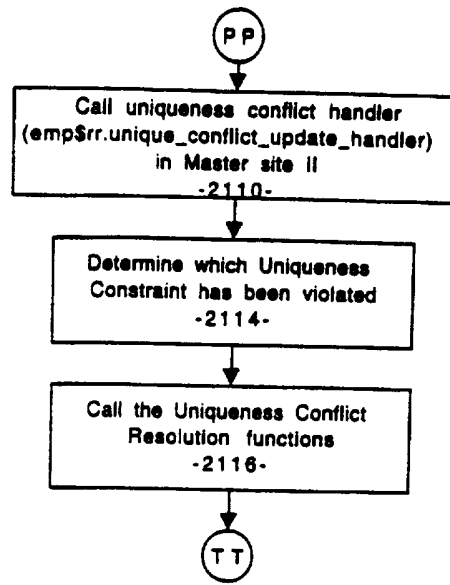 PP
Call uniqueness conflict handler
(emp$rr.unique_conflict_update_handler)
in Master site II
-2110-
Determine which Uniqueness
Constraint has been violated
-2114-
Call the Uniqueness Conflict
Resolution functions
-2116-
TT